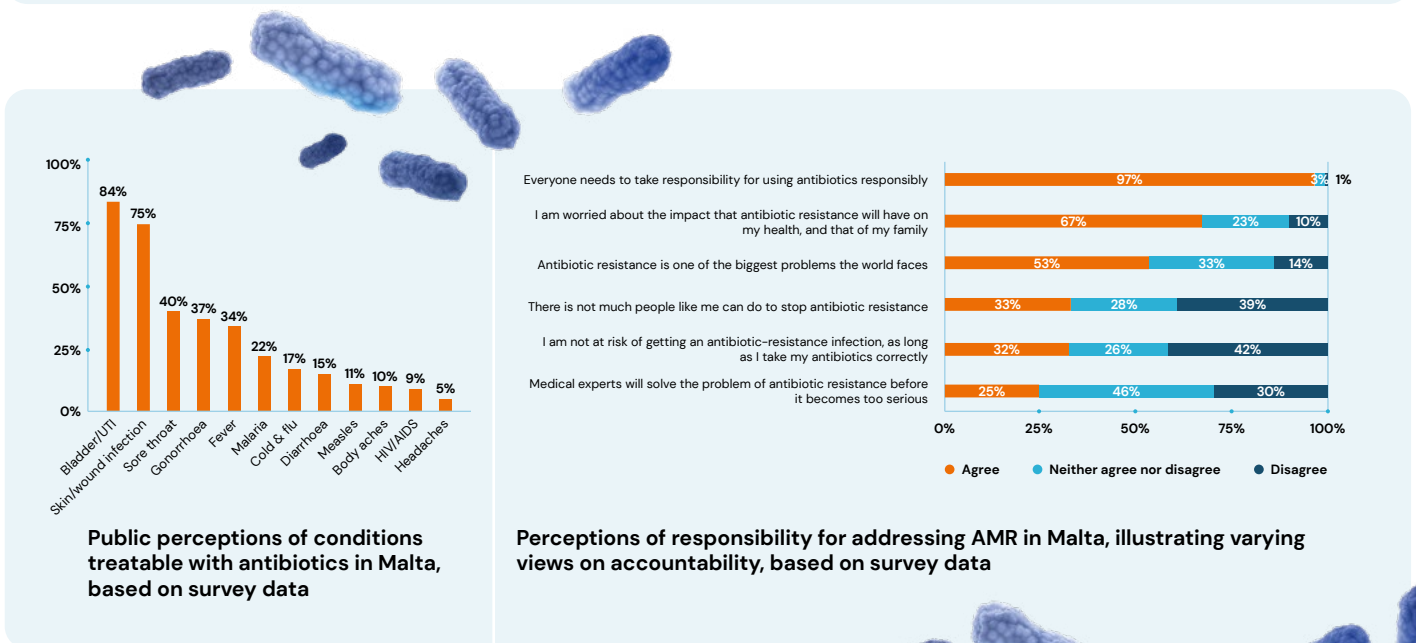 100%
75%
50%
25%
0%
84%
75%
40%
37%
34%
22%
17%
15%
11%
10%
9%
5%
Bladder/UTI
Skin/wound infection
Sore throat
Gonorrhoea
Fever
Malaria
Cold & flu
Diarrhoea
Measles
Body aches
HIV/AIDS
Headaches
Public perceptions of conditions
treatable with antibiotics in Malta,
based on survey data
Everyone needs to take responsibility for using antibiotics responsibly
97% 3% 1%
I am worried about the impact that antibiotic resistance will have on
my health, and that of my family
67% 23% 10%
Antibiotic resistance is one of the biggest problems the world faces
53% 33% 14%
There is not much people like me can do to stop antibiotic resistance
33% 28% 39%
I am not at risk of getting an antibiotic-resistance infection, as long
as I take my antibiotics correctly
32% 26% 42%
Medical experts will solve the problem of antibiotic resistance before
it becomes too serious
25% 46% 30%
0% 25% 50% 75% 100%
Agree Neither agree nor disagree Disagree
Perceptions of responsibility for addressing AMR in Malta, illustrating varying
views on accountability, based on survey data